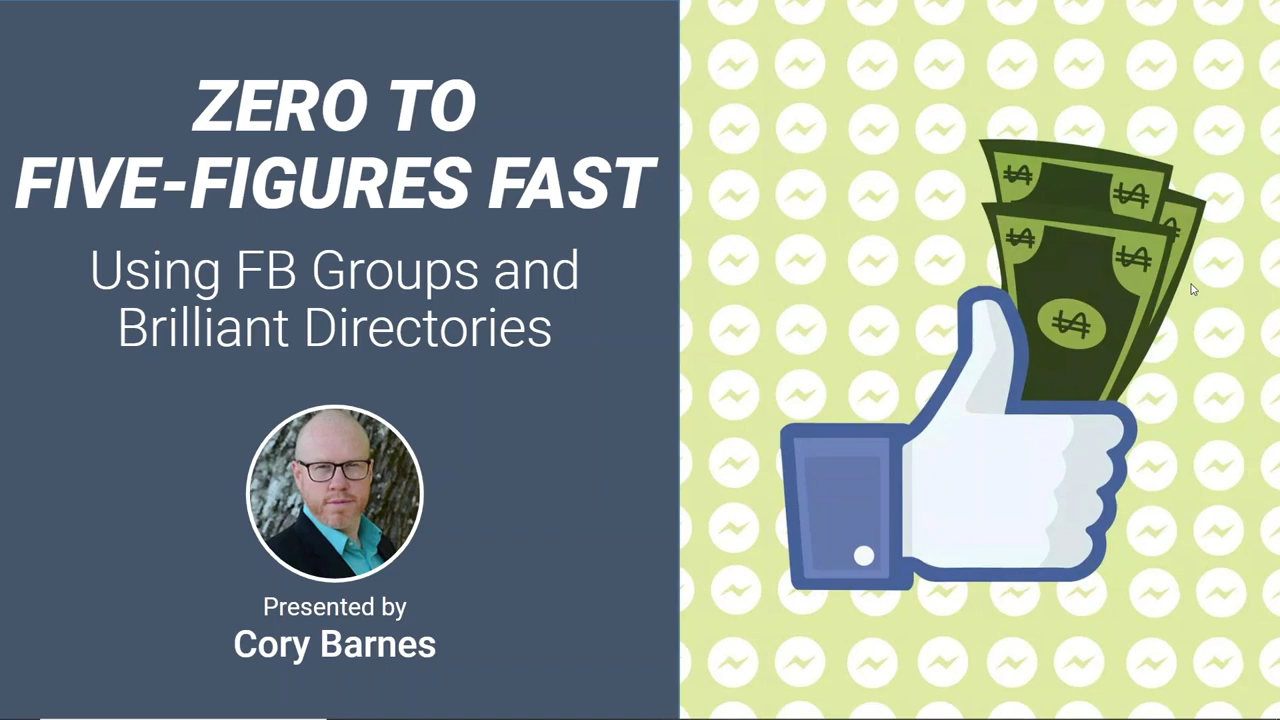 ZERO TO
FIVE-FIGURES FAST
Using FB Groups and
Brilliant Directories
Presented by
Cory Barnes